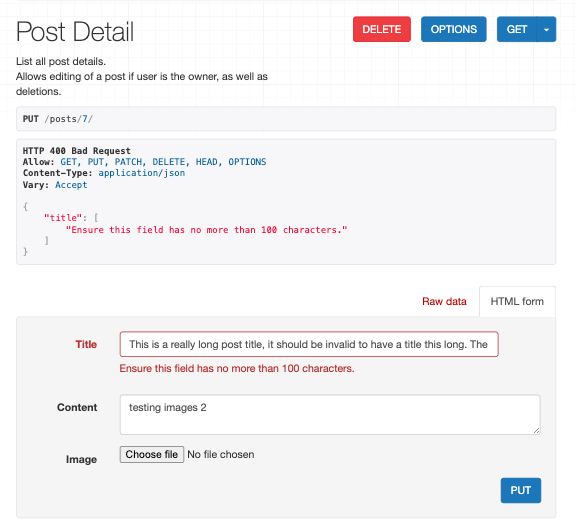 Post Detail
DELETE
OPTIONS
GET
List all post details.
Allows editing of a post if user is the owner, as well as
deletions.
PUT /posts/7/
HTTP 400 Bad Request
Allow: GET, PUT, PATCH, DELETE, HEAD, OPTIONS
Content-Type: application/json
Vary: Accept
{
    "title": [
        "Ensure this field has no more than 100 characters."
    ]
}
Raw data
HTML form
Title
This is a really long post title, it should be invalid to have a title this long. The
Ensure this field has no more than 100 characters.
Content
testing images 2
Image
Choose file No file chosen
PUT